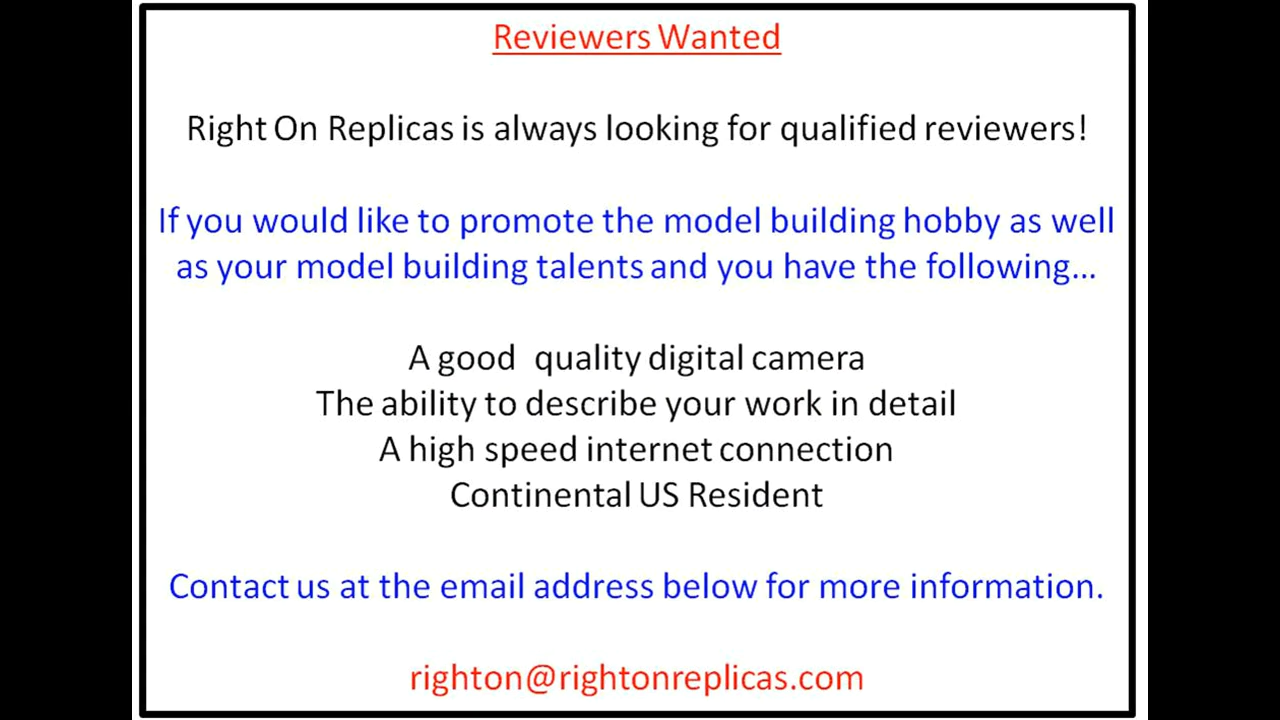 Reviewers Wanted
Right On Replicas is always looking for qualified reviewers!
If you would like to promote the model building hobby as well
as your model building talents and you have the following...
A good  quality digital camera
The ability to describe your work in detail
A high speed internet connection
Continental US Resident
Contact us at the email address below for more information.
righton@rightonreplicas.com